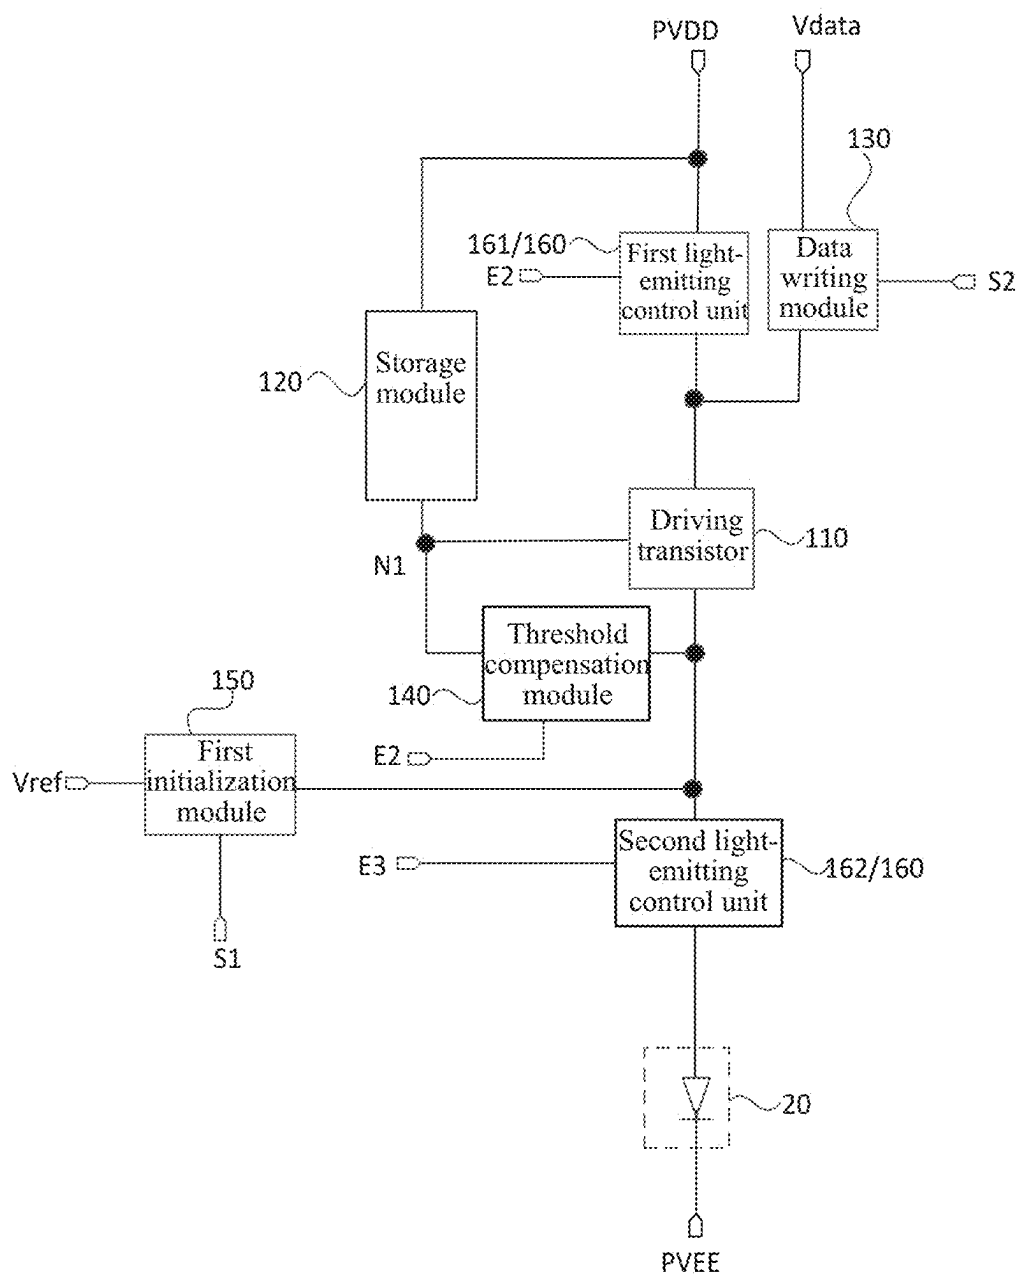 PVDD
Vdata
130
161/160
First light-
emitting
control unit
E2
Data
writing
module
S2
Storage
module
120
Driving
transistor
110
N1
Threshold
compensation
module
140
E2
150
First
initialization
module
Vref
S1
Second light-
emitting
control unit
E3
162/160
20
PVEE